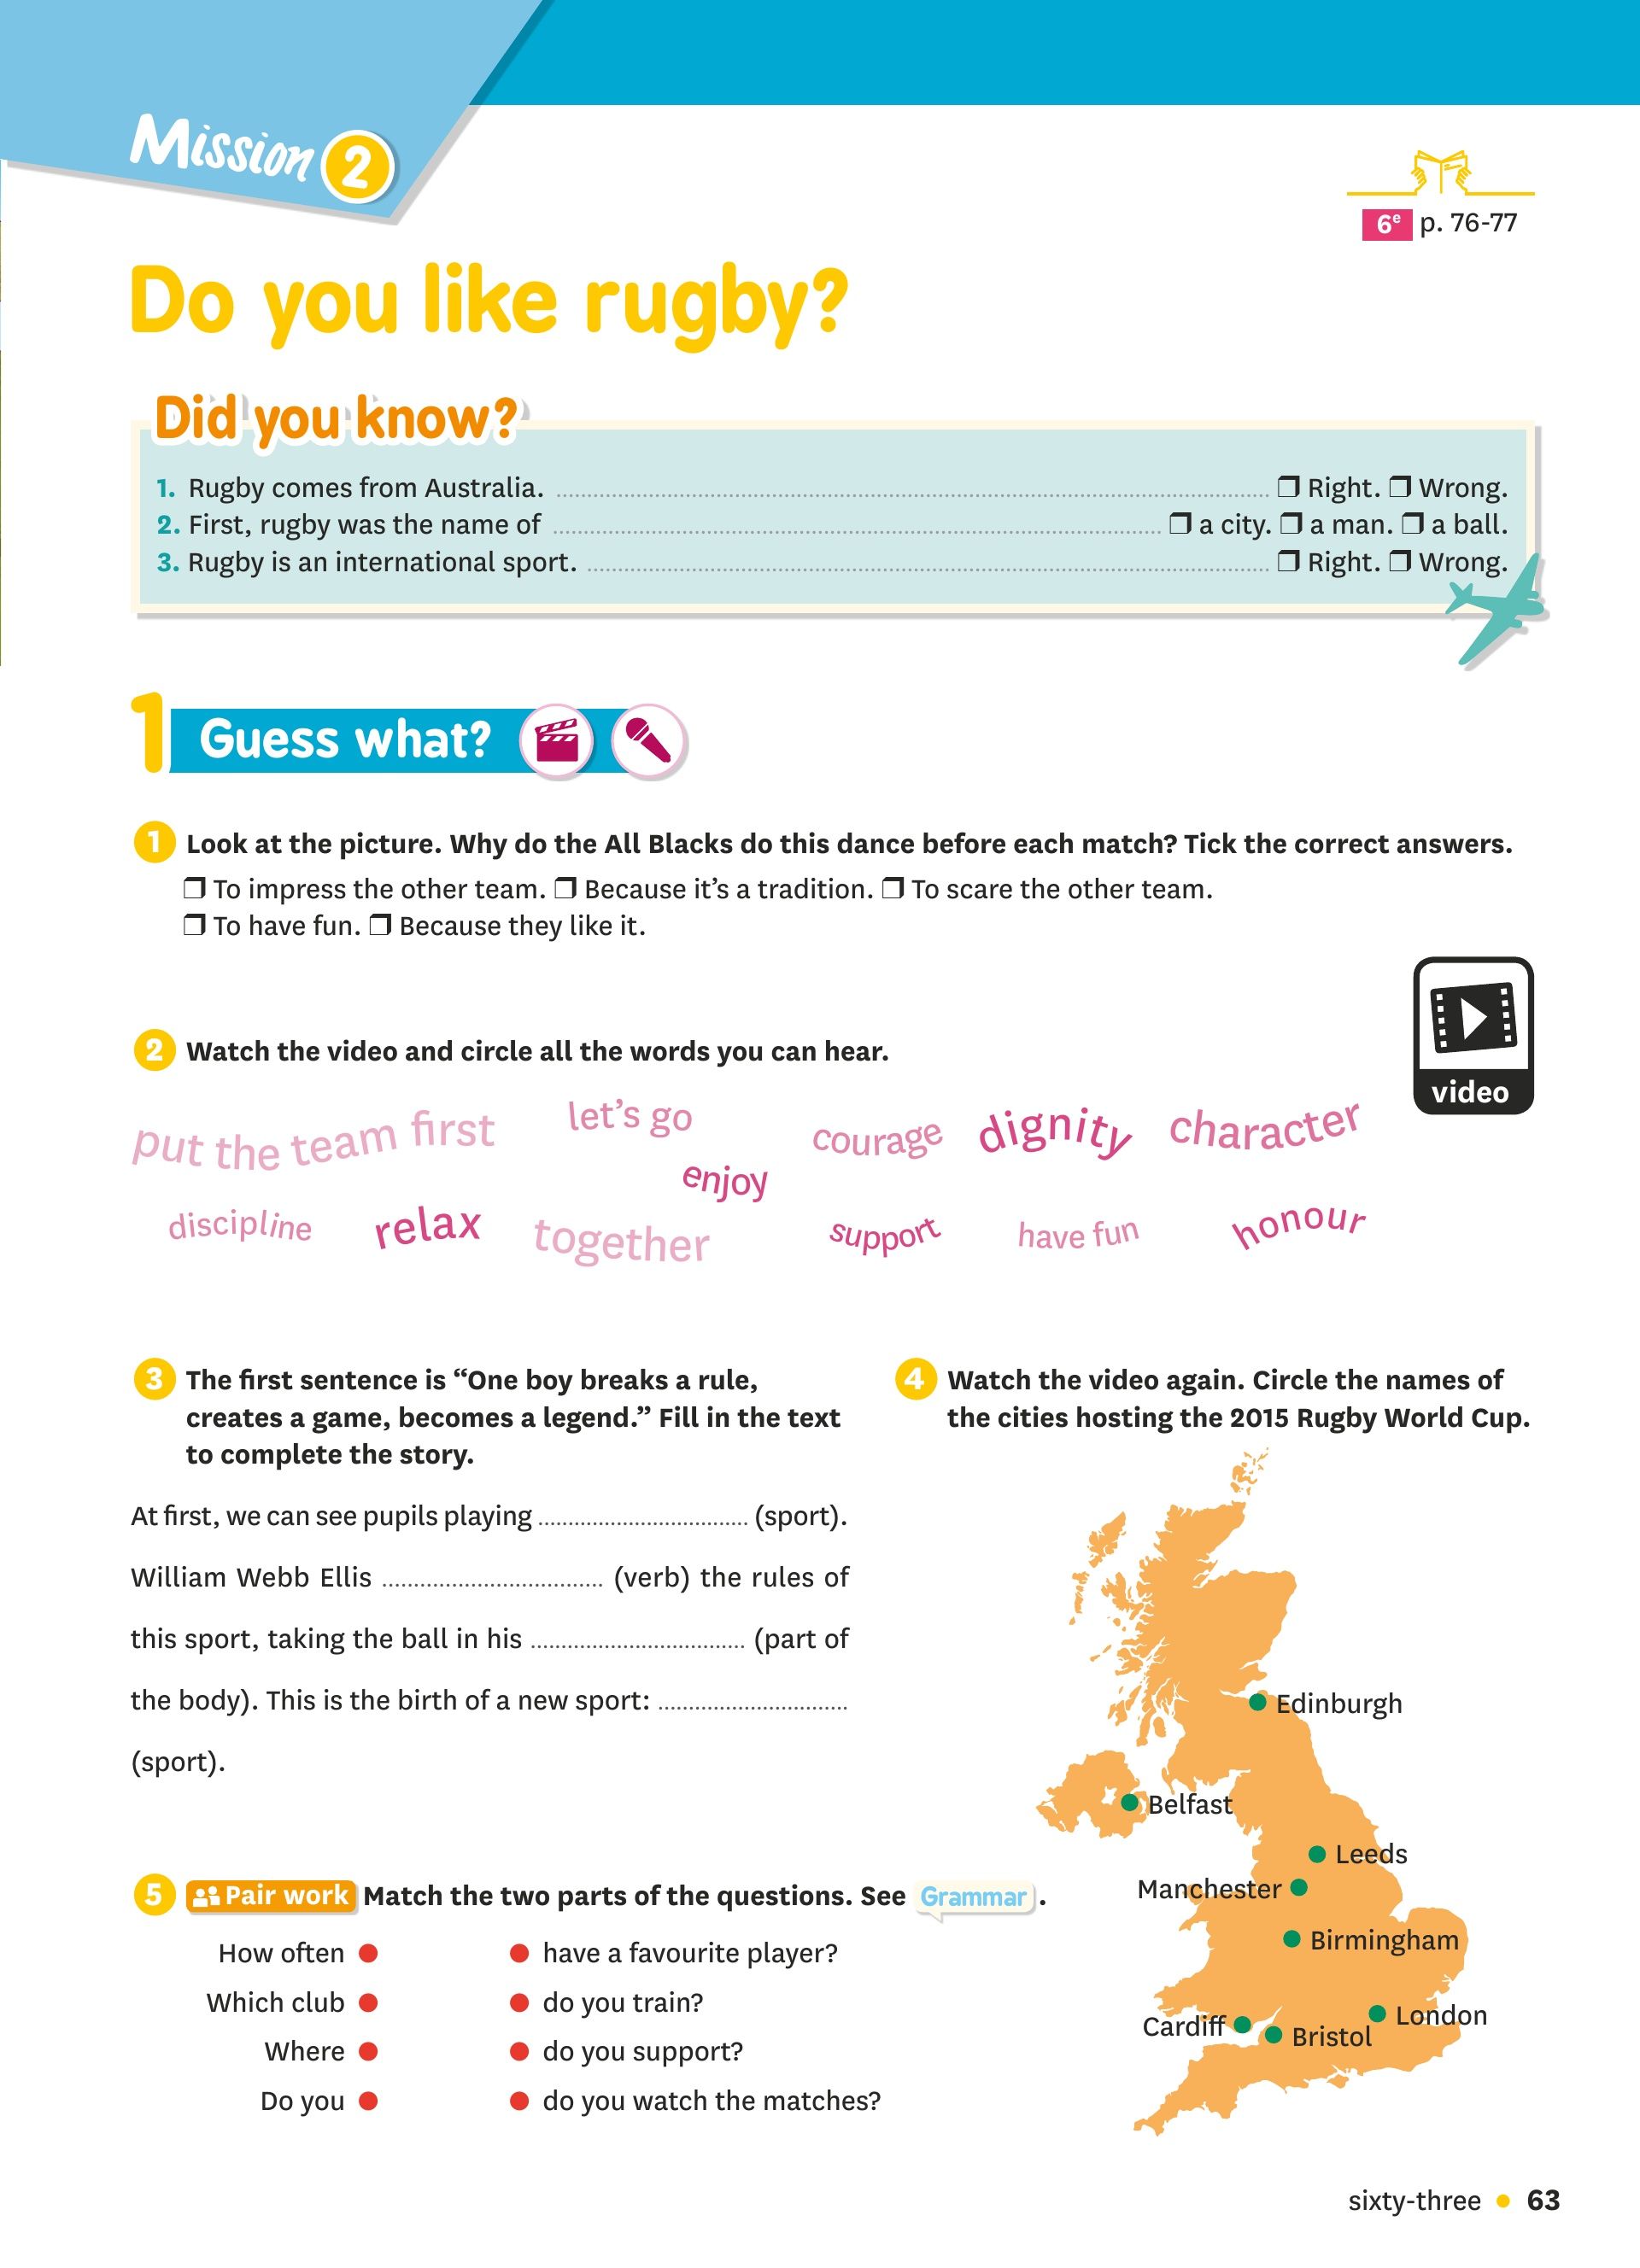 Mission 2
6e p. 76-77
Do you like rugby?
Did you know?
1. Rugby comes from Australia. ❒ Right. ❒ Wrong.
2. First, rugby was the name of ❒ a city. ❒ a man. ❒ a ball.
3. Rugby is an international sport. ❒ Right. ❒ Wrong.
1 Guess what?
1 Look at the picture. Why do the All Blacks do this dance before each match? Tick the correct answers.
❒ To impress the other team. ❒ Because it's a tradition. ❒ To scare the other team.
❒ To have fun. ❒ Because they like it.
video
2 Watch the video and circle all the words you can hear.
put the team first let's go courage dignity character
enjoy
discipline relax together support have fun honour
3 The first sentence is “One boy breaks a rule,
creates a game, becomes a legend.” Fill in the text
to complete the story.
At first, we can see pupils playing (sport).
William Webb Ellis (verb) the rules of
this sport, taking the ball in his (part of
the body). This is the birth of a new sport:
(sport).
4 Watch the video again. Circle the names of
the cities hosting the 2015 Rugby World Cup.
Edinburgh
Belfast
Leeds
Manchester
Birmingham
London
Cardiff
Bristol
5 Pair work Match the two parts of the questions. See Grammar.
How often have a favourite player?
Which club do you train?
Where do you support?
Do you do you watch the matches?
sixty-three 63